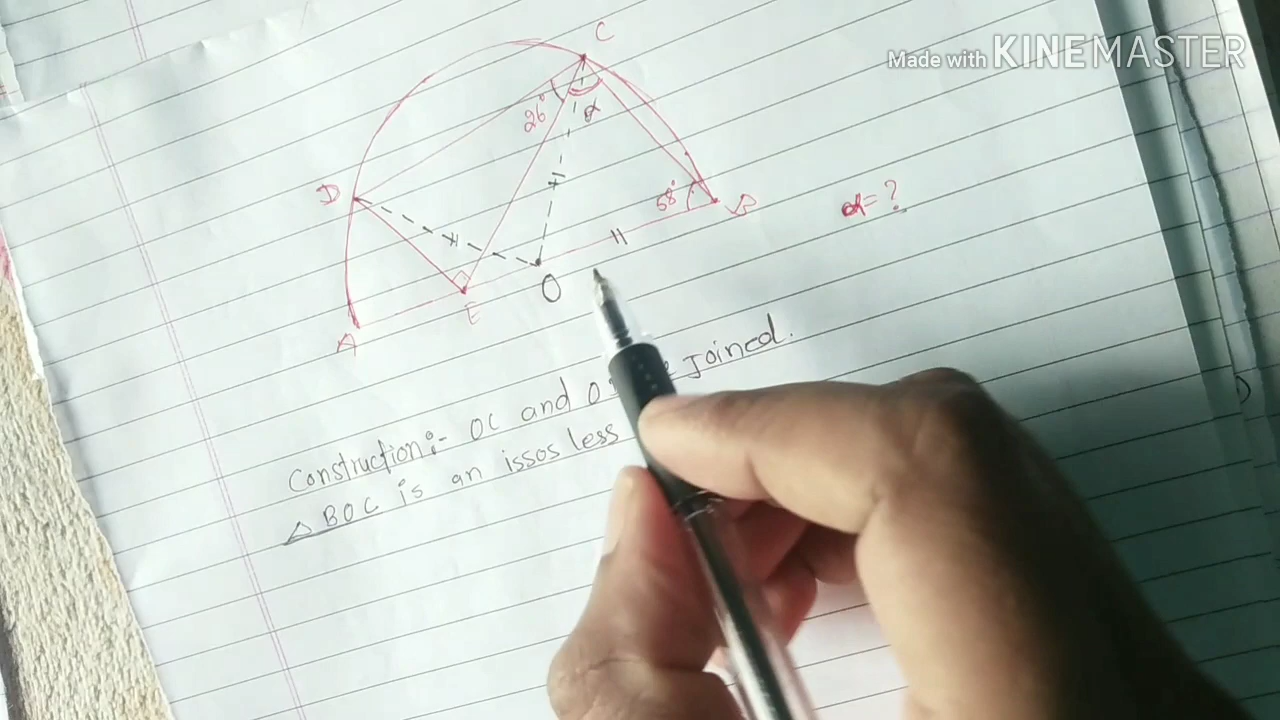 Made with KINEMASTER
C
26°
α
D
58°
B
α = ?
A
E
O
Construction:- OC and O joined.
△ BOC is an issos less